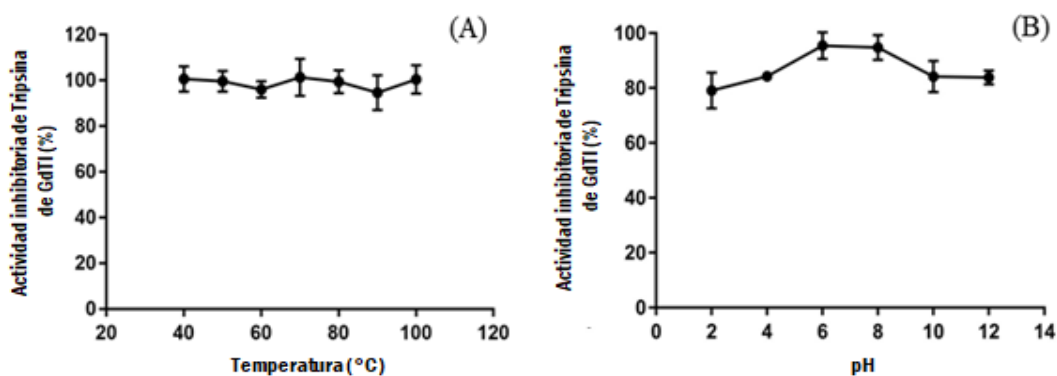 (A)
Actividad inhibitoria de Tripsina
de GdTI (%)
120
100
80
60
40
20
0
20 40 60 80 100 120
Temperatura (°C)
(B)
Actividad inhibitoria de Tripsina
de GdTI (%)
100
80
60
40
20
0
0 2 4 6 8 10 12 14
pH